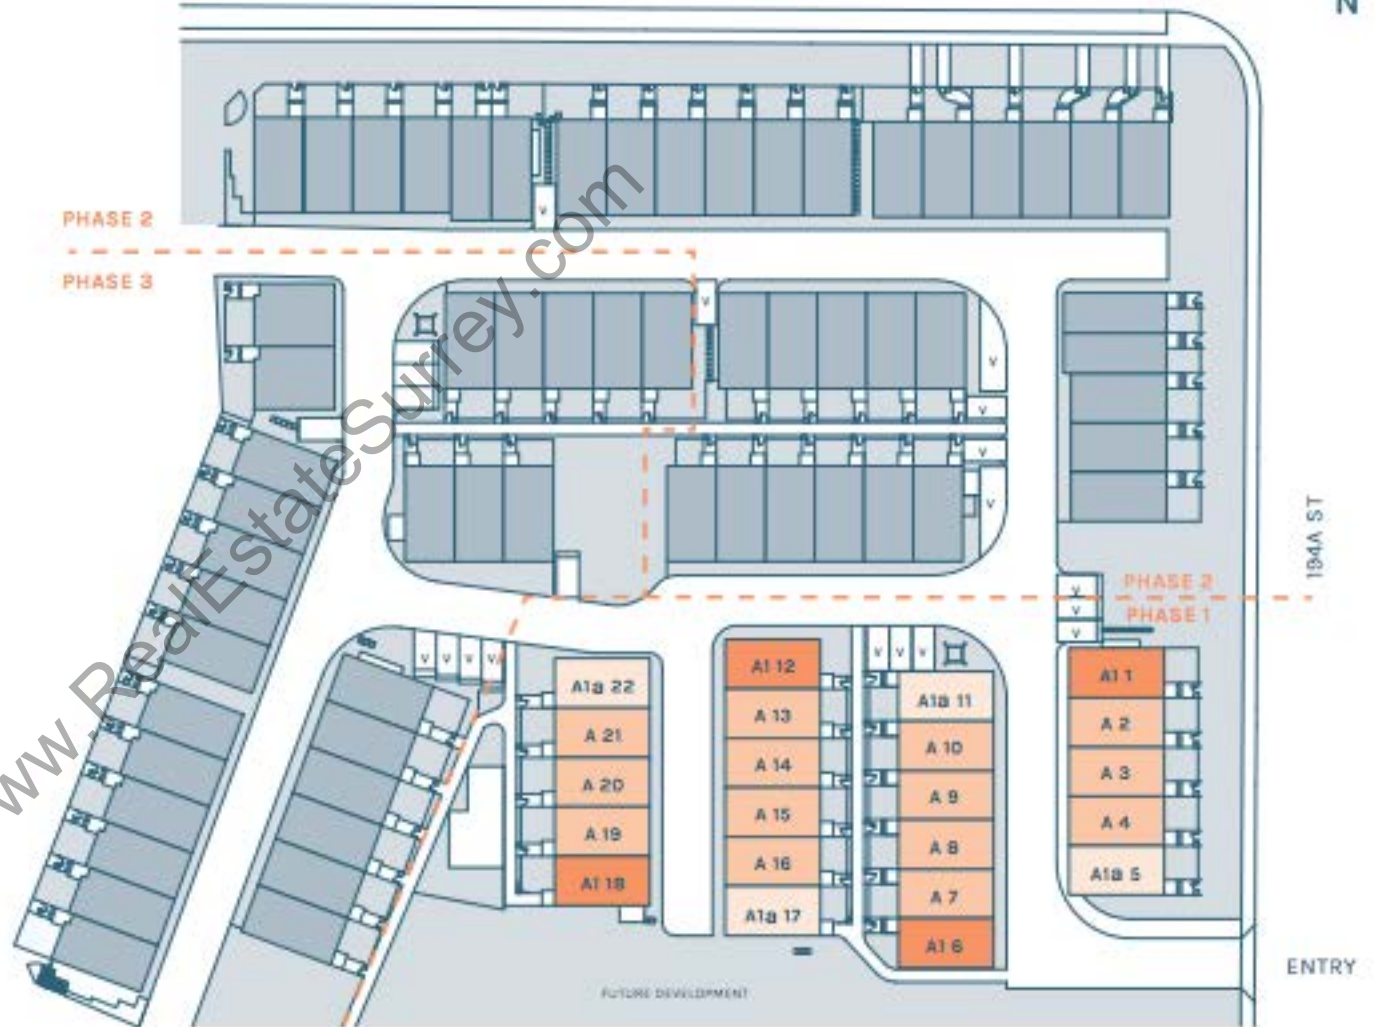 N
PHASE 2
PHASE 3
V
V
V
V
V
V
194A ST
PHASE 2
PHASE 1
V
V
V
V V V V
V V V
A1a 22
A 21
A 20
A 19
A1 18
A1 12
A 13
A 14
A 15
A 16
A1a 17
A1a 11
A 10
A 9
A 8
A 7
A1 6
A1 1
A 2
A 3
A 4
A1a 5
ENTRY
FUTURE DEVELOPMENT
www.RealEstateSurrey.com